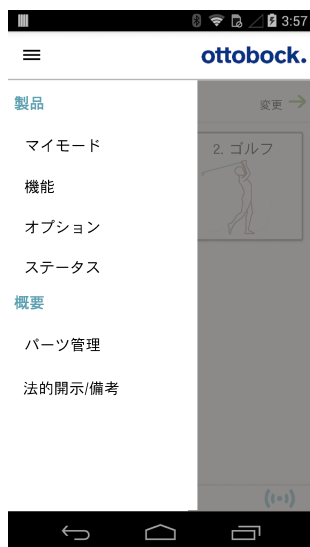 3:57
ottobock.
製品
変更
マイモード
2. ゴルフ
機能
オプション
ステータス
概要
パーツ管理
法的開示/備考